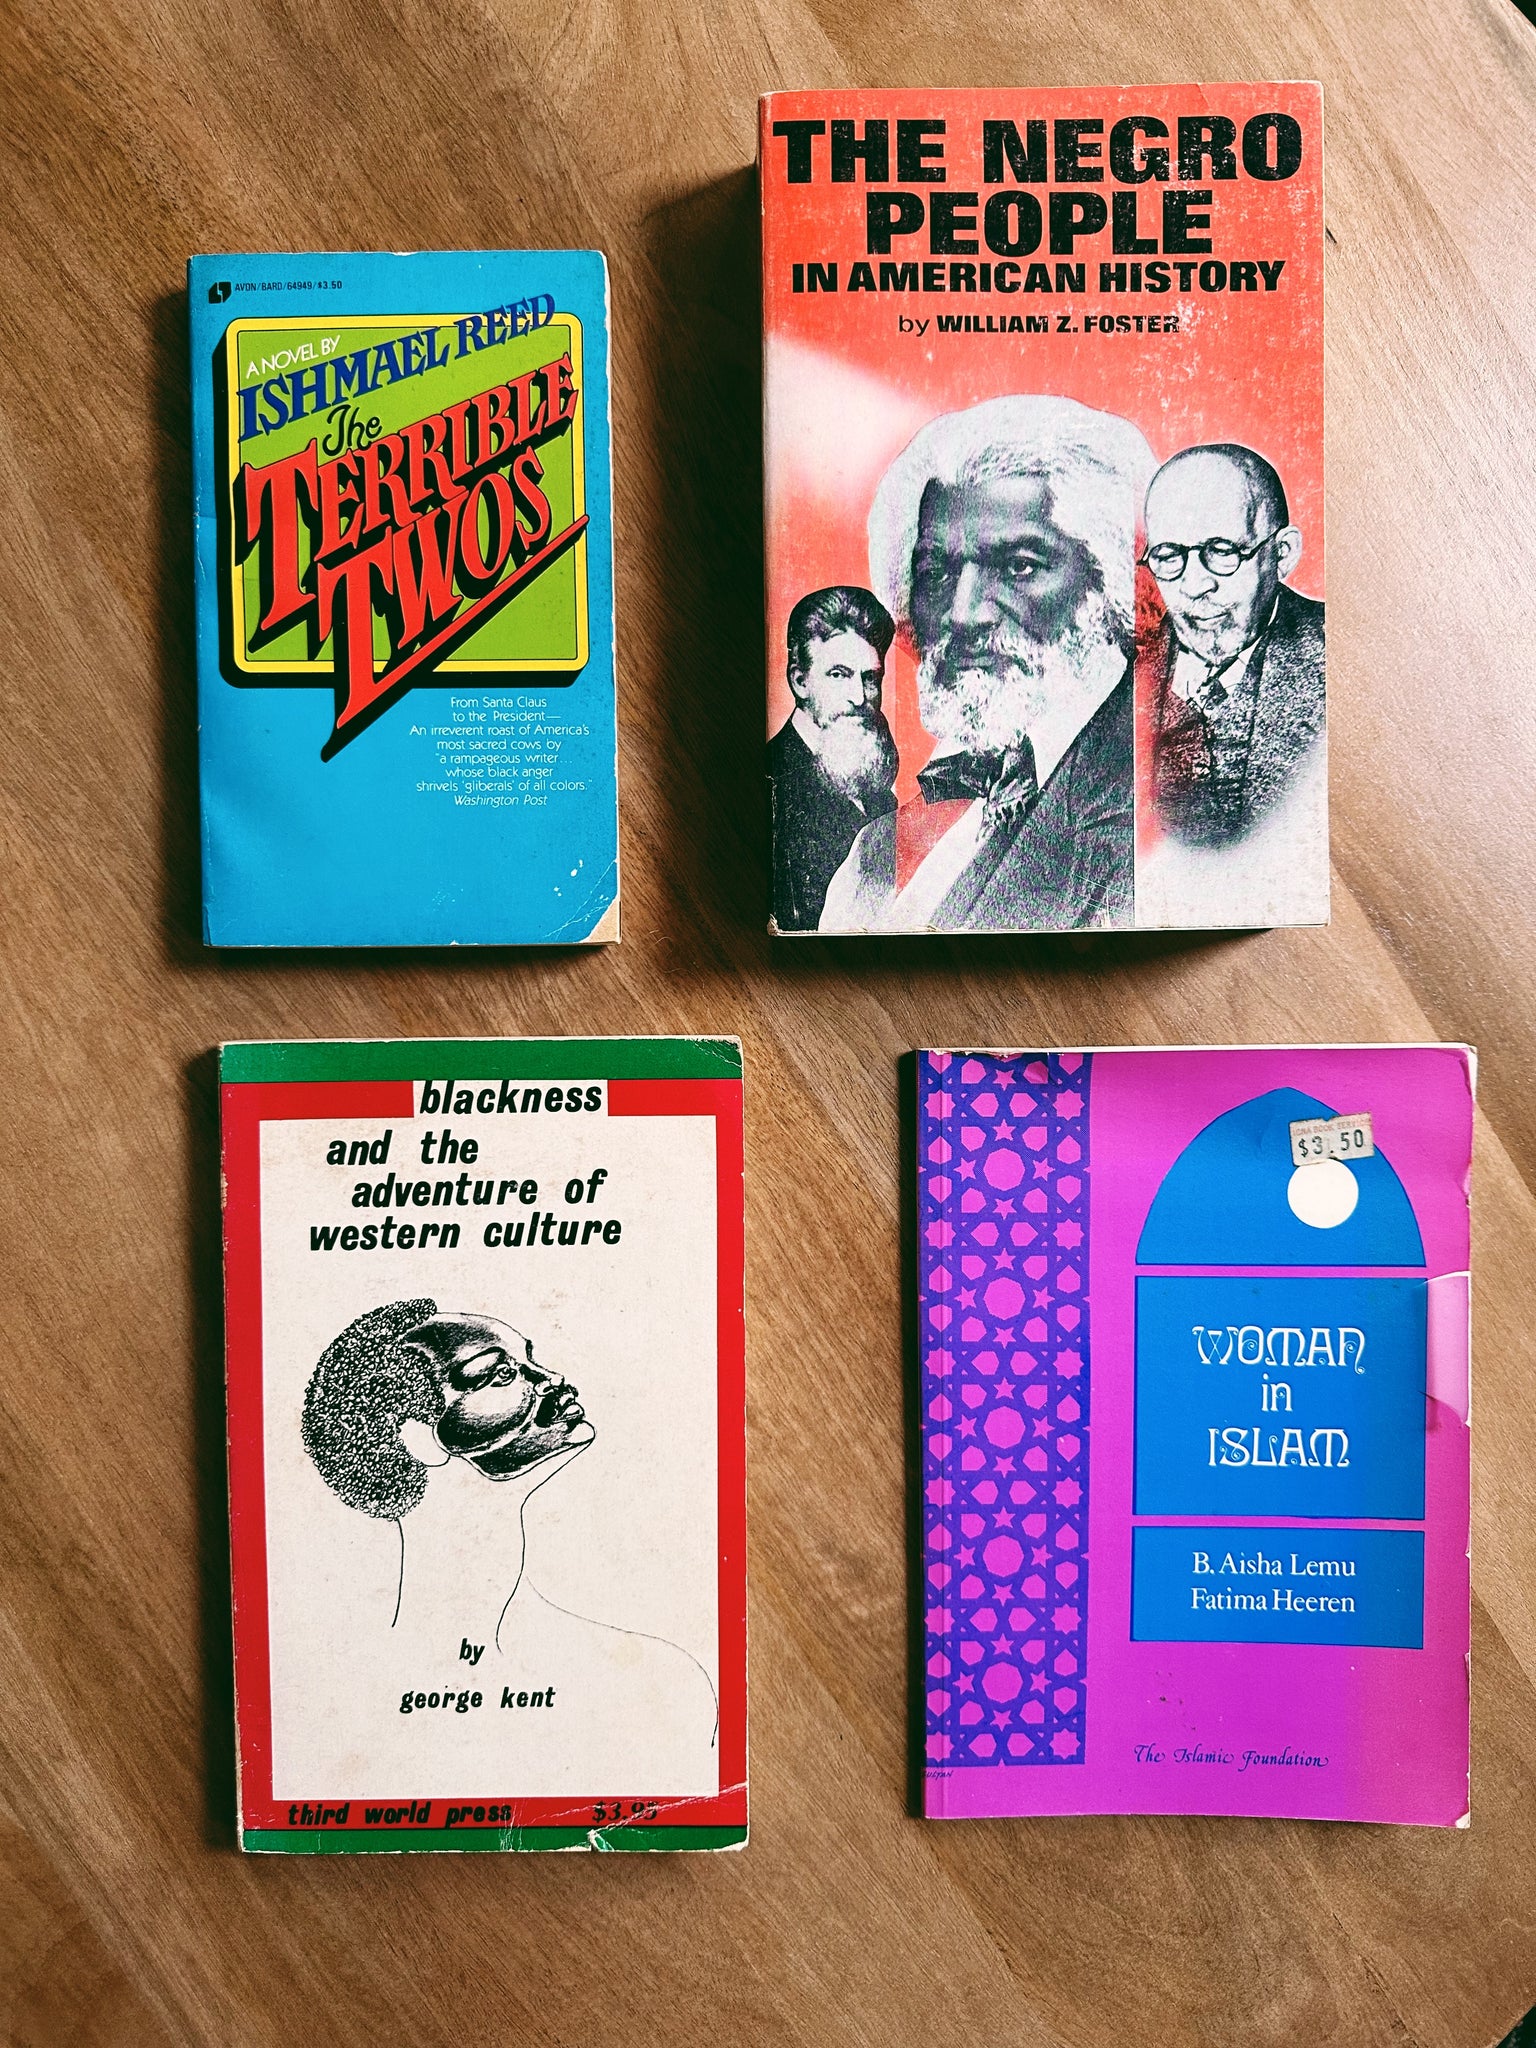 AVON/BARD/64949/$3.50
A NOVEL BY
ISHMAEL REED
The
TERRIBLE
TWOS
From Santa Claus
to the President—
An irreverent roast of America's
most sacred cows by
"a rampageous writer...
whose black anger
shrivels 'gliberals' of all colors."
Washington Post
THE NEGRO
PEOPLE
IN AMERICAN HISTORY
by WILLIAM Z. FOSTER
blackness
and the
adventure of
western culture
by
george kent
third world press $3.95
BOOK SERVICE
$3.50
WOMAN
in
ISLAM
B. Aisha Lemu
Fatima Heeren
The Islamic Foundation